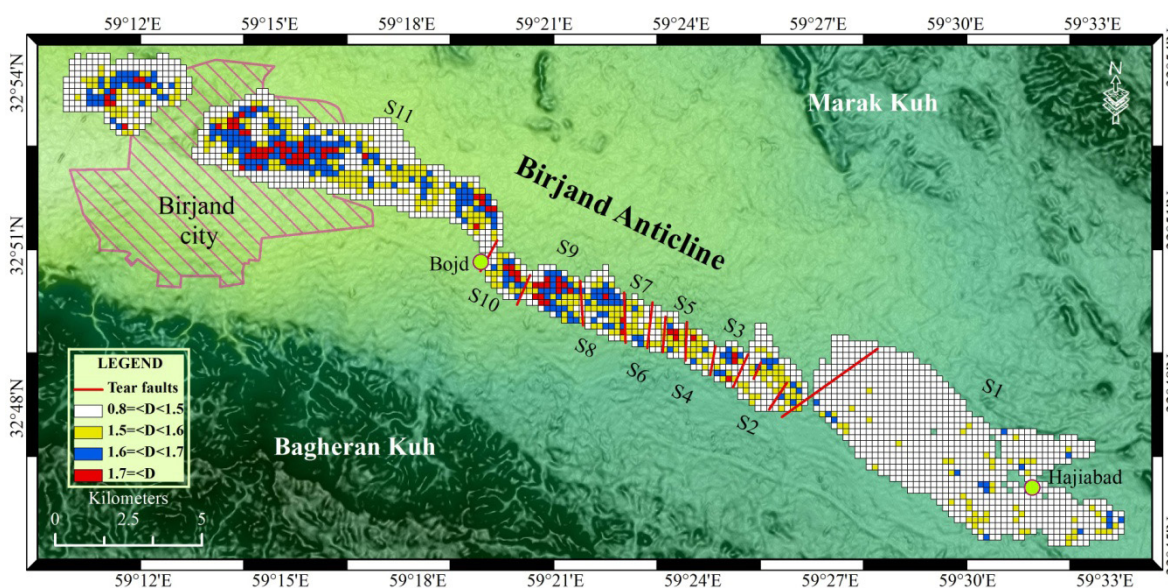 59°12'E 59°15'E 59°18'E 59°21'E 59°24'E 59°27'E 59°30'E 59°33'E
32°54'N
Marak Kuh
N
S11
Birjand Anticline
Birjand
city
32°51'N
Bojd
S9
S10
S7
S5
S8
S3
S6
S1
S4
S2
32°48'N
LEGEND
Tear faults
0.8=<D<1.5
1.5=<D<1.6
1.6=<D<1.7
1.7=<D
Kilometers
0 2.5 5
Bagheran Kuh
Hajiabad
59°12'E 59°15'E 59°18'E 59°21'E 59°24'E 59°27'E 59°30'E 59°33'E